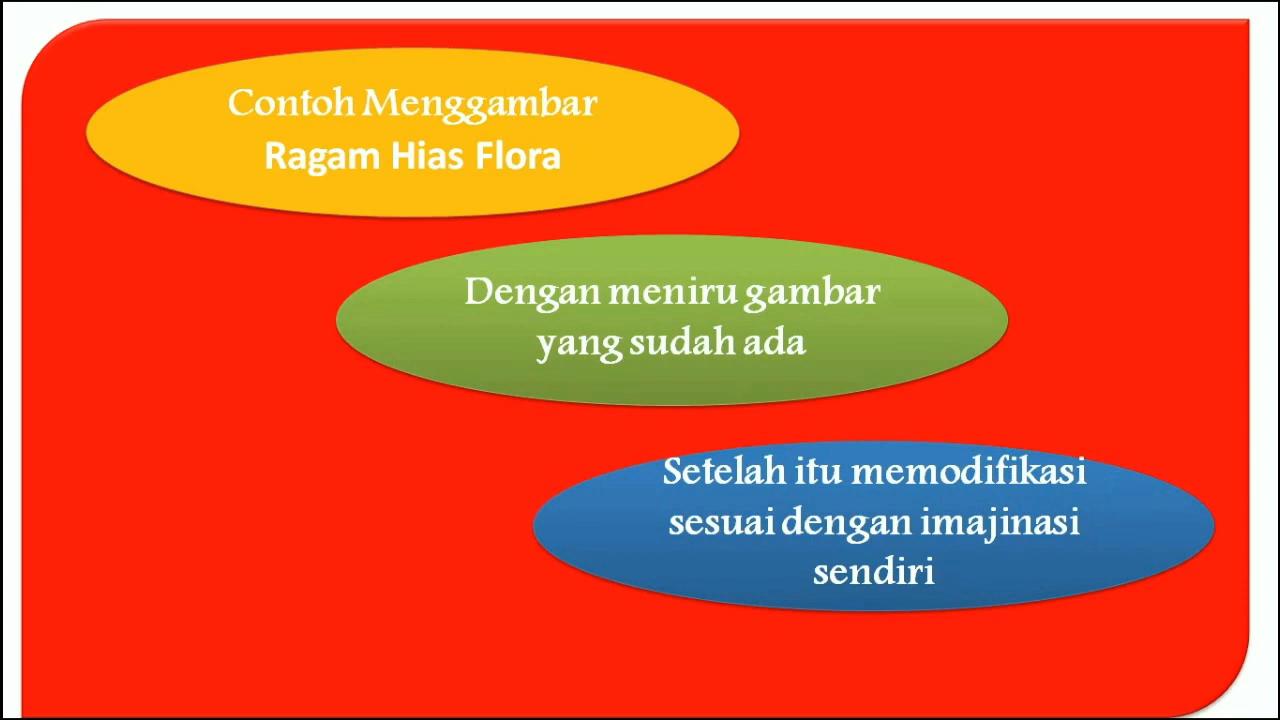 Contoh Menggambar
Ragam Hias Flora
Dengan meniru gambar
yang sudah ada
Setelah itu memodifikasi
sesuai dengan imajinasi
sendiri